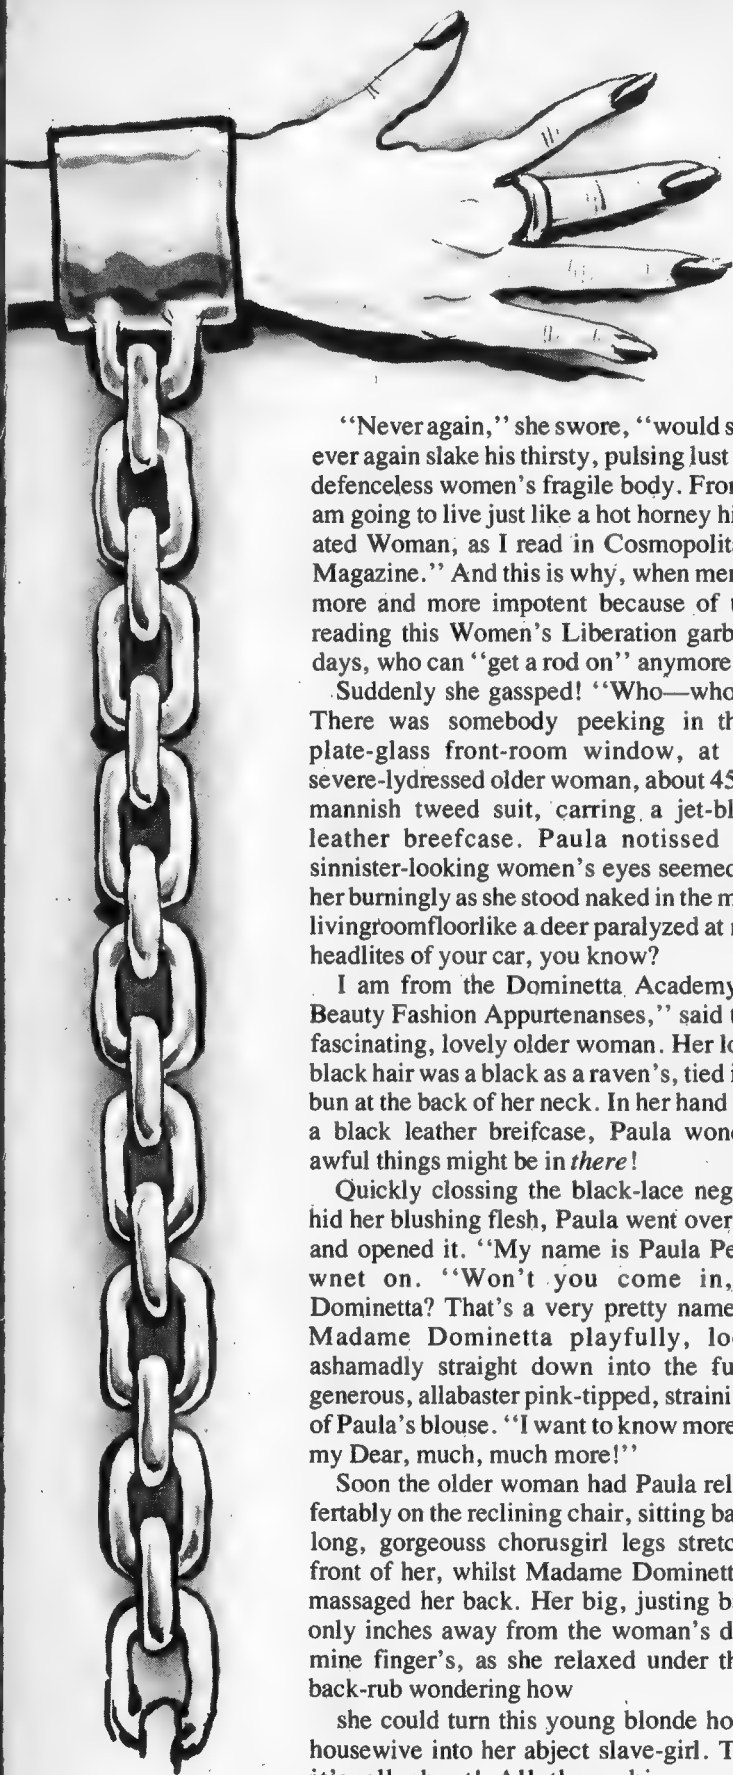 “Never again,” she swore, “would s
ever again slake his thirsty, pulsing lust
defenceless women’s fragile body. Fron
am going to live just like a hot horney hi
ated Woman, as I read in Cosmopolit
Magazine.” And this is why, when mer
more and more impotent because of t
reading this Women’s Liberation garb
days, who can “get a rod on” anymore
Suddenly she gassped! “Who—who
There was somebody peeking in th
plate-glass front-room window, at
severe-lydressed older woman, about 45
mannish tweed suit, carring a jet-bl
leather breefcase. Paula notissed
sinnister-looking women’s eyes seemed
her burningly as she stood naked in the m
livingroomfloorlike a deer paralyzed at r
headlites of your car, you know?
I am from the Dominetta Academy
Beauty Fashion Appurtenanses,” said t
fascinating, lovely older woman. Her lo
black hair was a black as a raven’s, tied i
bun at the back of her neck. In her hand
a black leather breifcase, Paula won
awful things might be in there!
Quickly clossing the black-lace neg
hid her blushing flesh, Paula went over
and opened it. “My name is Paula Pe
wnet on. “Won’t you come in,
Dominetta? That’s a very pretty name
Madame Dominetta playfully, lo
ashamadly straight down into the fu
generous, allabaster pink-tipped, straini
of Paula’s blouse. “I want to know more
my Dear, much, much more!”
Soon the older woman had Paula rel
fertably on the reclining chair, sitting ba
long, gorgeouss chorusgirl legs stretc
front of her, whilst Madame Dominett
massaged her back. Her big, justing b
only inches away from the woman’s d
mine finger’s, as she relaxed under th
back-rub wondering how
she could turn this young blonde ho
housewive into her abject slave-girl. T